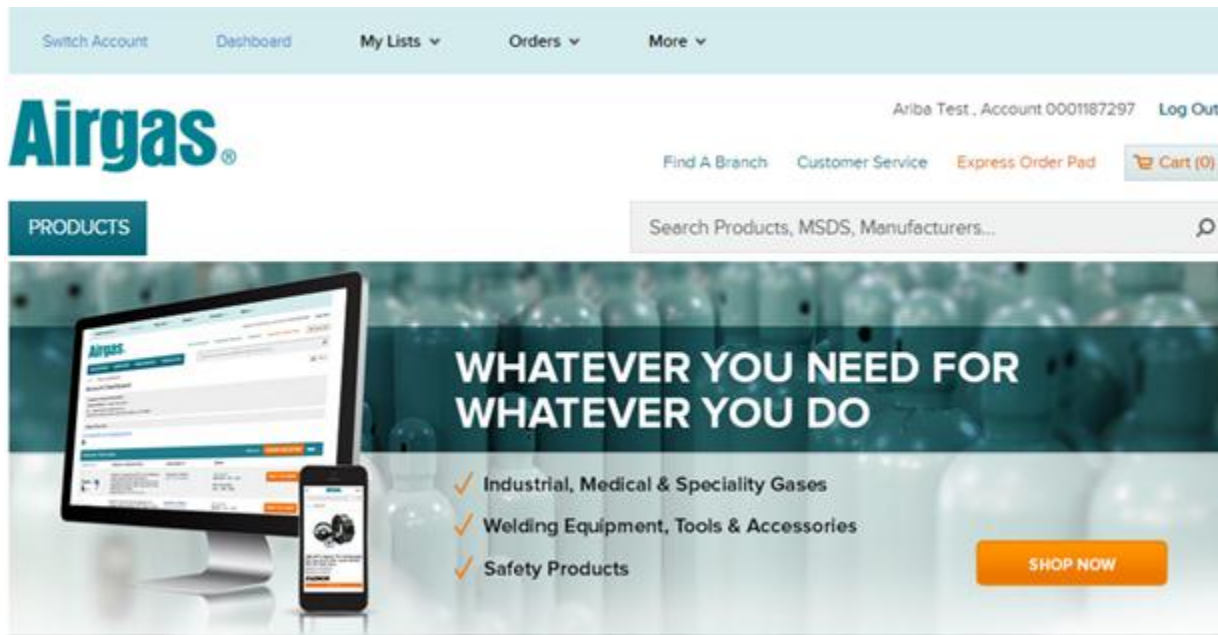 Switch Account Dashboard My Lists Orders More
Airgas®
Ariba Test , Account 0001187297 Log Out
Find A Branch Customer Service Express Order Pad Cart (0)
PRODUCTS
Search Products, MSDS, Manufacturers...
Airgas
WHATEVER YOU NEED FOR
WHATEVER YOU DO
Industrial, Medical & Speciality Gases
Welding Equipment, Tools & Accessories
Safety Products
SHOP NOW